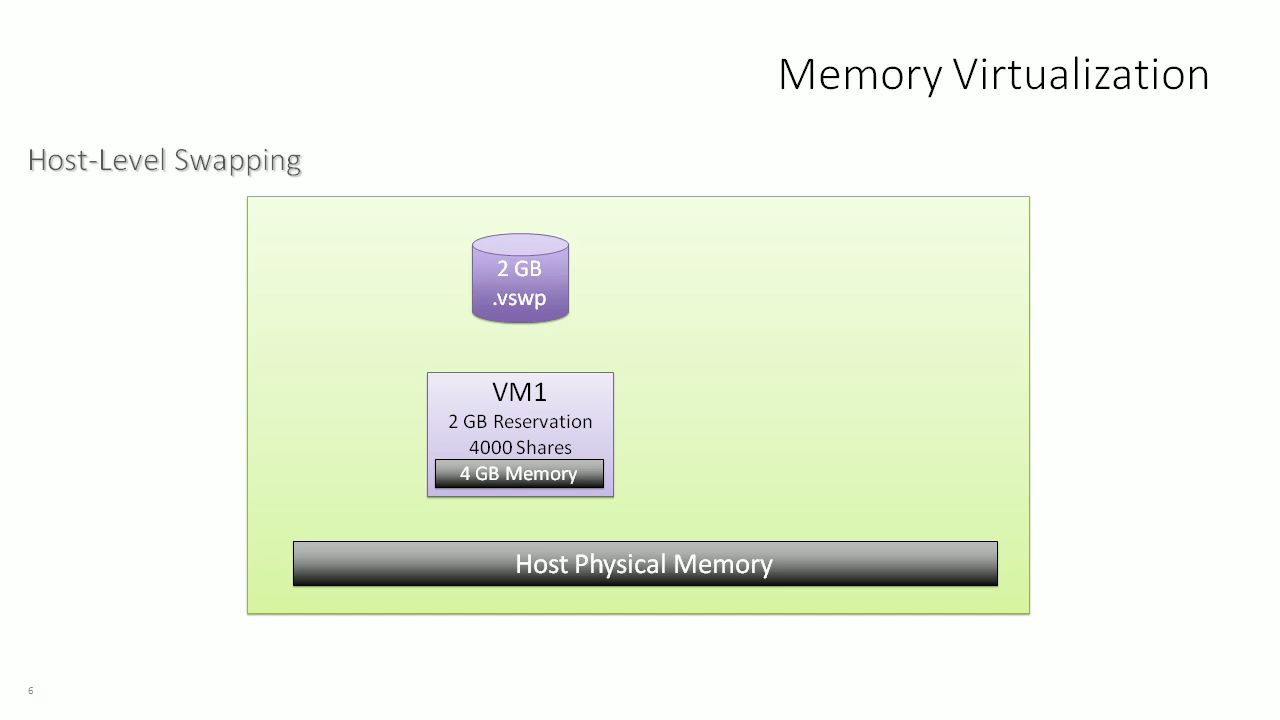 Memory Virtualization
Host-Level Swapping
2 GB
.vswp
VM1
2 GB Reservation
4000 Shares
4 GB Memory
Host Physical Memory
6